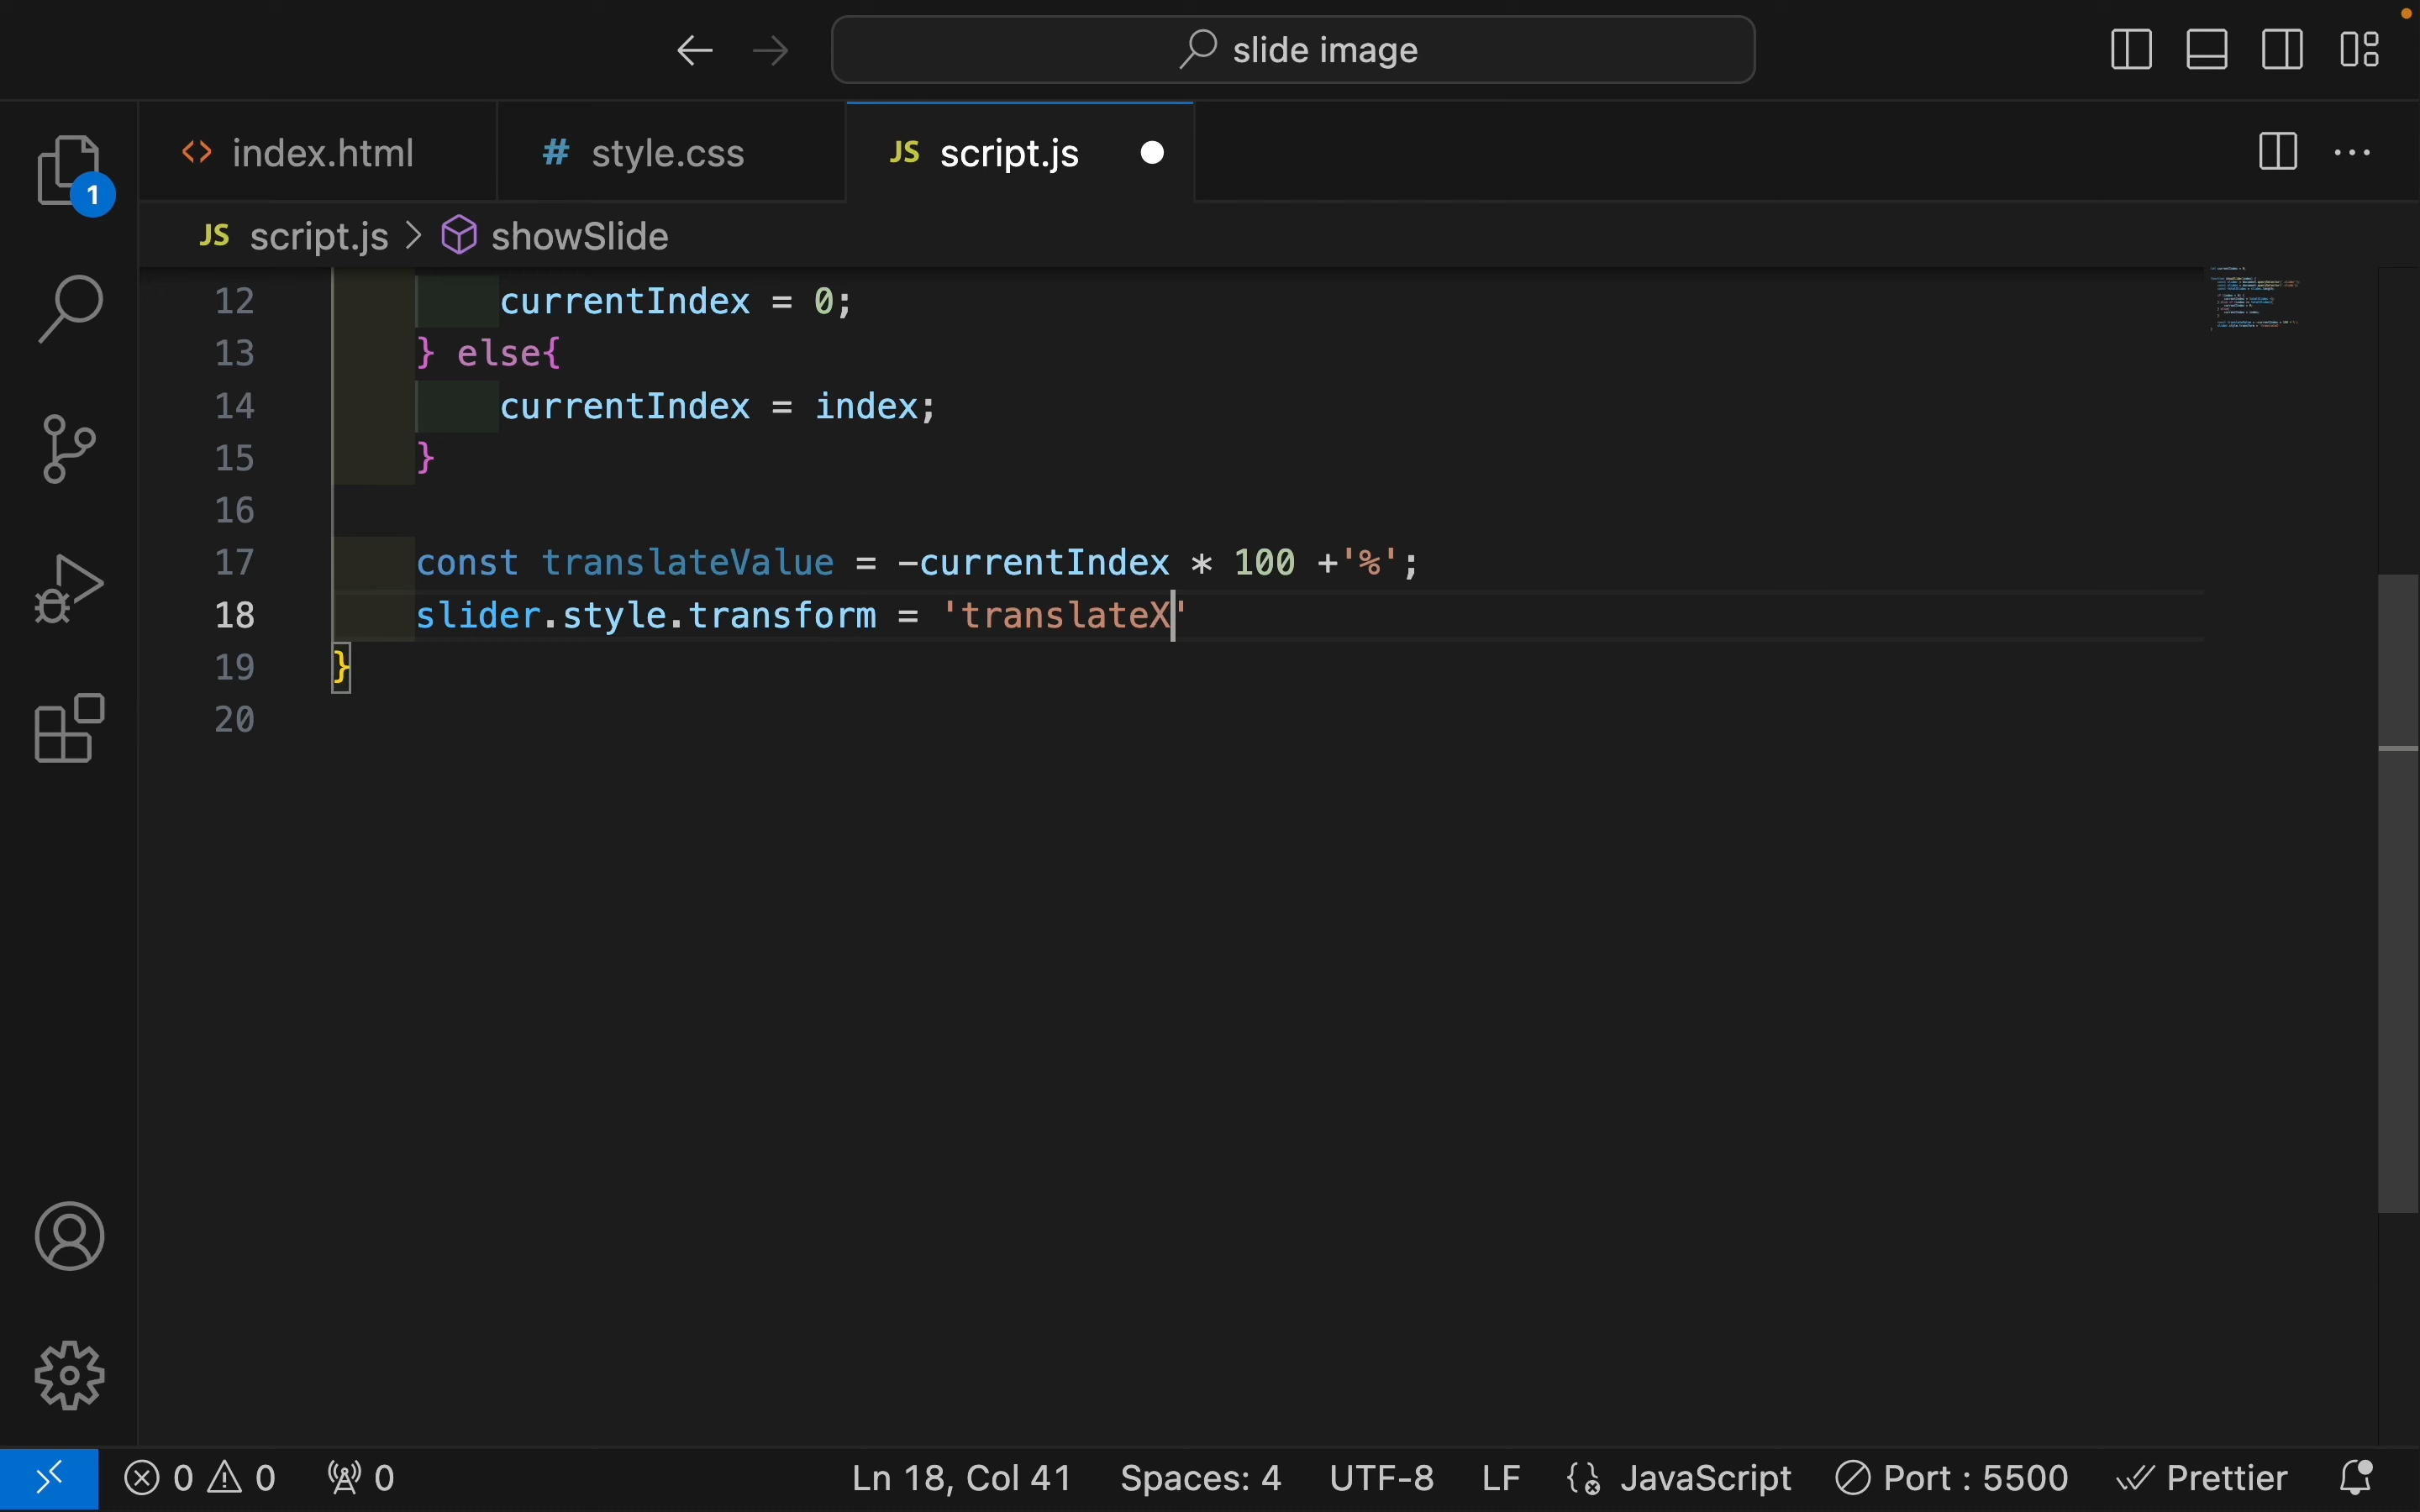 slide image
index.html
# style.css
JS script.js
1
JS script.js > showSlide
12 currentIndex = 0;
13 } else{
14 currentIndex = index;
15 }
16
17 const translateValue = -currentIndex * 100 +'%';
18 slider.style.transform = 'translateX'
19 }
20
0 0 0 Ln 18, Col 41 Spaces: 4 UTF-8 LF JavaScript Port : 5500 Prettier